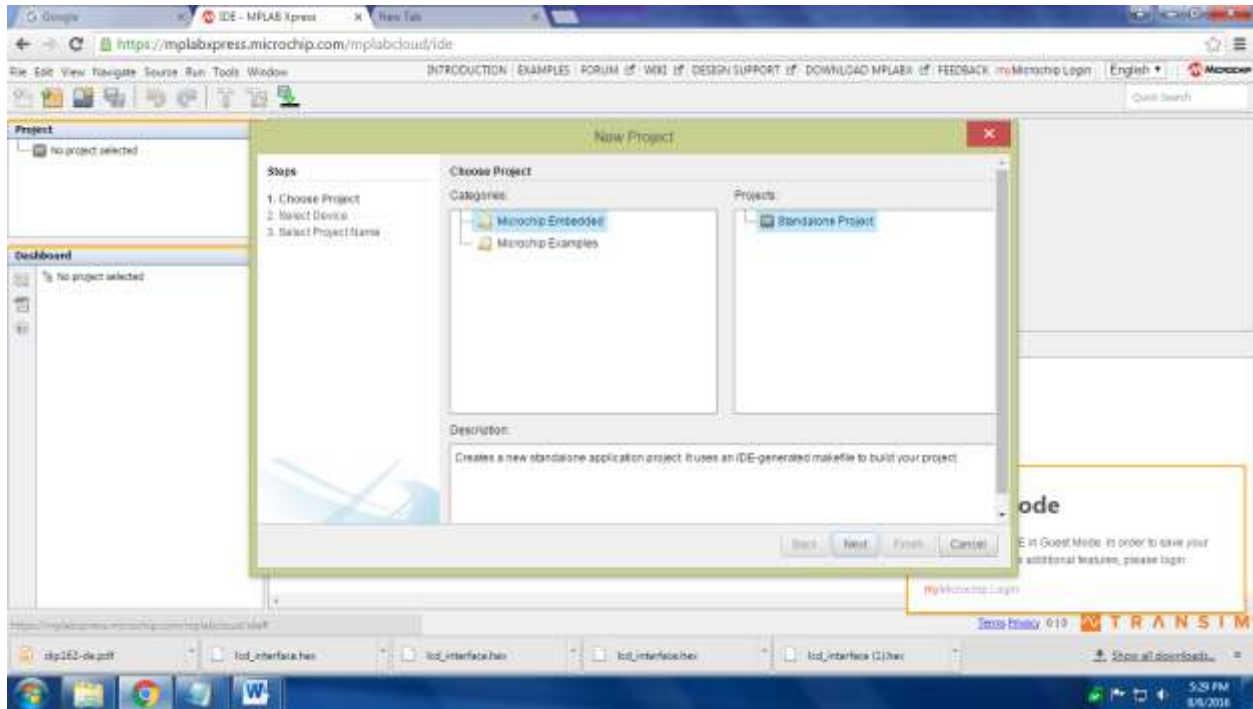 Google
IDE - MPLAB Xpress
New Tab
https://mplabxpress.microchip.com/mplabcloud/ide
File Edit View Navigate Source Run Tools Window
INTRODUCTION EXAMPLES FORUM WIKI DESIGN SUPPORT DOWNLOAD MPLABX FEEDBACK myMicrochip Login English
MICROCHIP
Quick Search
Project
No project selected
Dashboard
No project selected
New Project
Steps
1. Choose Project
2. Select Device
3. Select Project Name
Choose Project
Categories:
Microchip Embedded
Microchip Examples
Projects:
Standalone Project
Description:
Creates a new standalone application project. It uses an IDE-generated makefile to build your project.
Back Next Finish Cancel
ode
E in Guest Mode. In order to save your
additional features, please login
myMicrochip Login
Terms Privacy
TRANSIM
lcd_interface.hex
lcd_interface.hex
lcd_interface.hex
lcd_interface (1).hex
Show all downloads...
5:29 PM